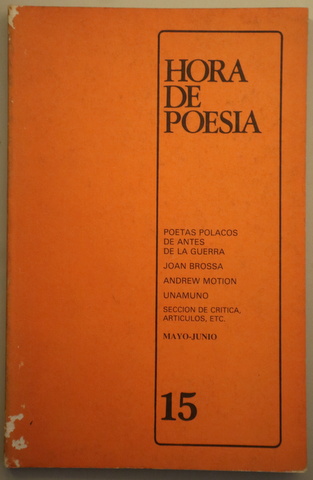 HORA
DE
POESIA
POETAS POLACOS
DE ANTES
DE LA GUERRA
JOAN BROSSA
ANDREW MOTION
UNAMUNO
SECCION DE CRITICA,
ARTICULOS, ETC.
MAYO-JUNIO
15